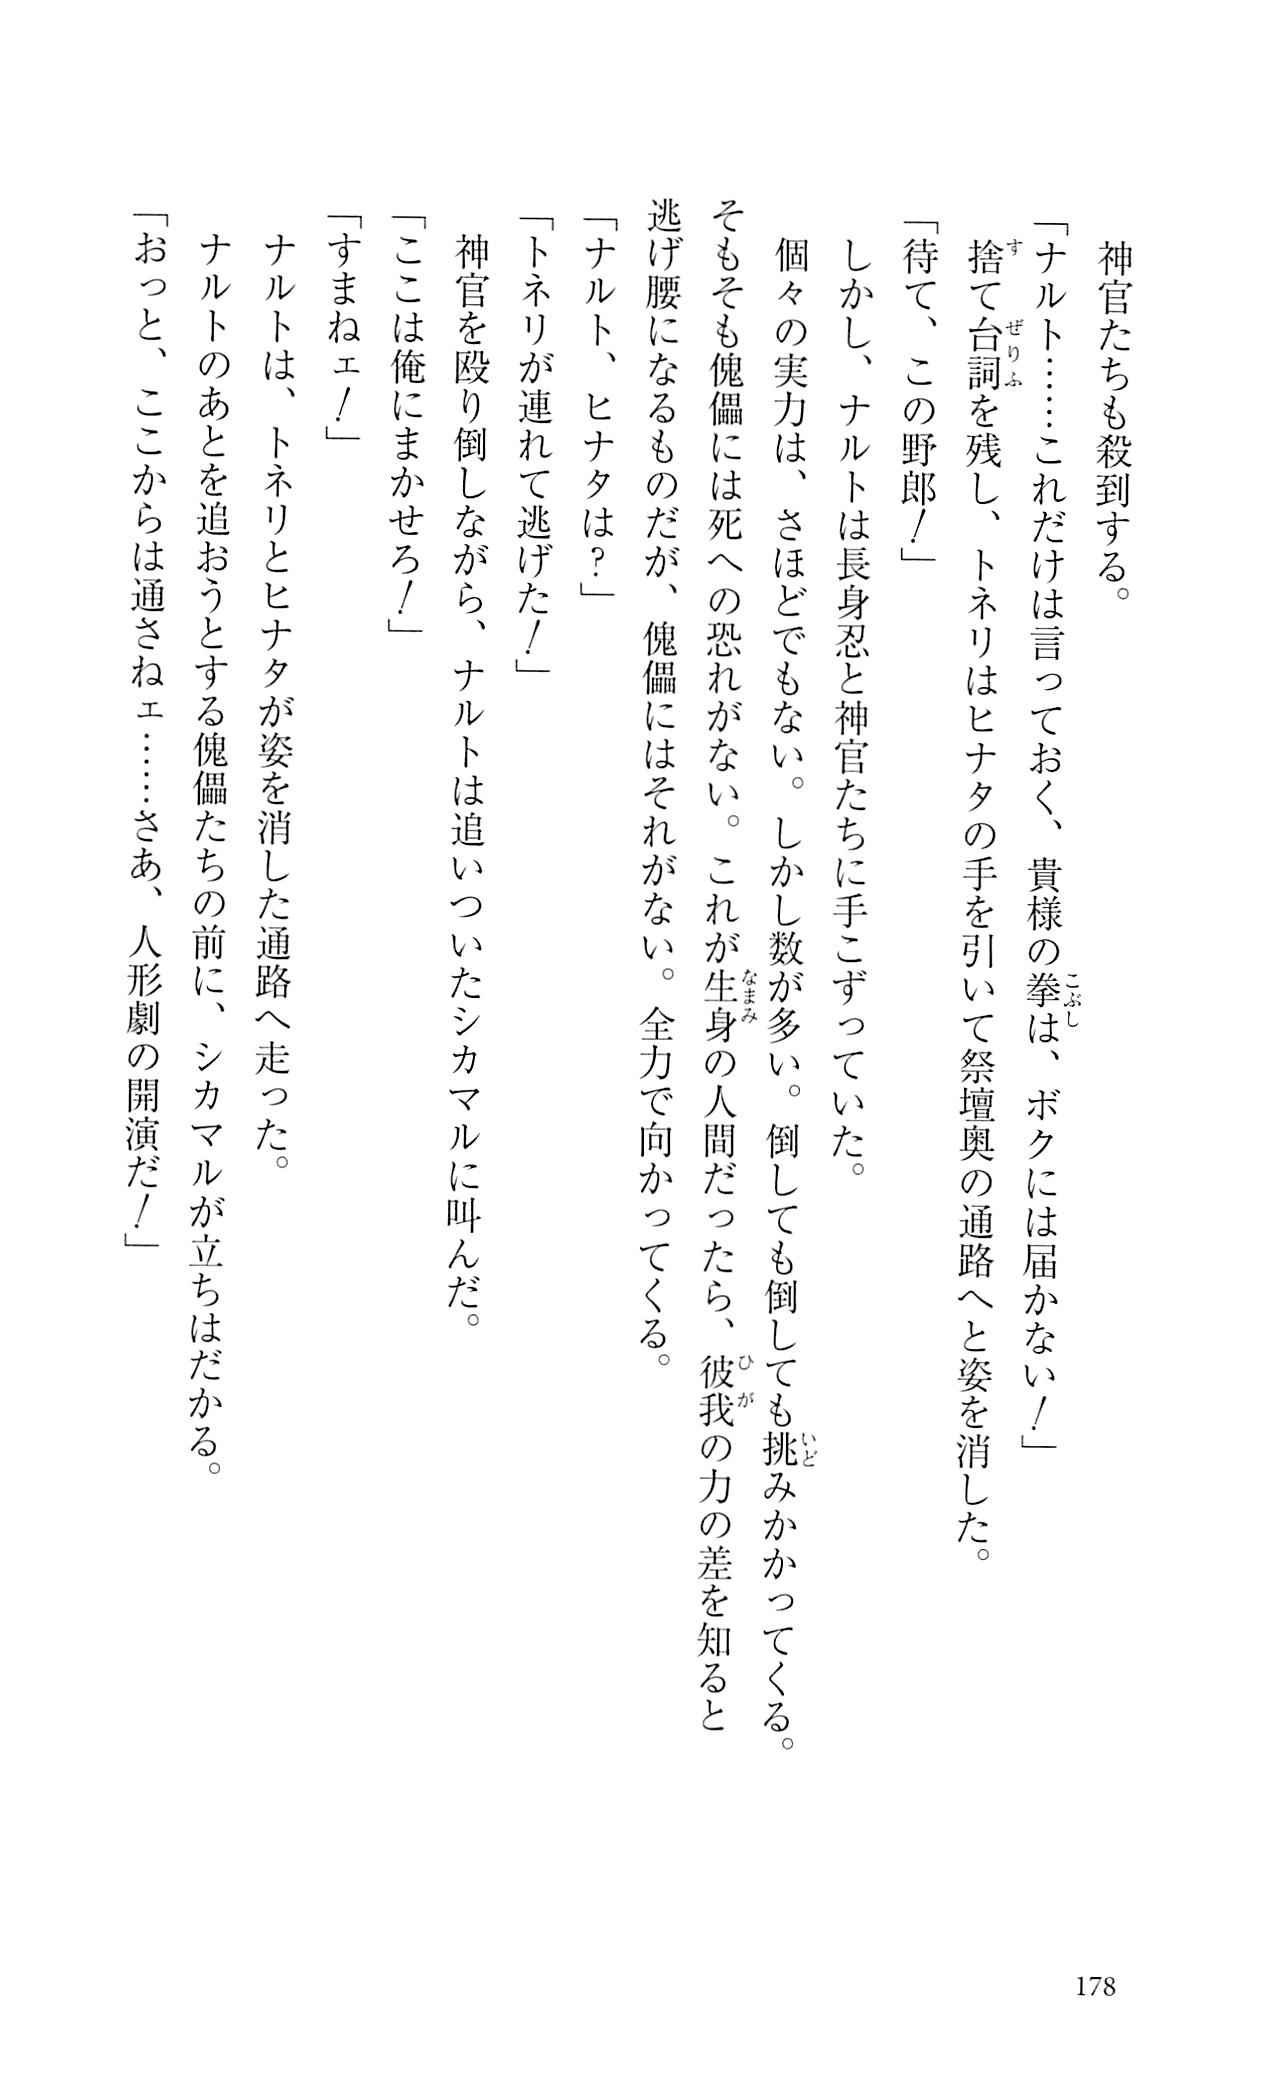 神官たちも殺到する。
「ナルト……これだけは言っておく、貴様の拳は、ボクには届かない！」
捨て台詞を残し、トネリはヒナタの手を引いて祭壇奥の通路へと姿を消した。
「待て、この野郎！」
しかし、ナルトは長身忍と神官たちに手こずっていた。
個々の実力は、さほどでもない。しかし数が多い。倒しても倒しても挑みかかってくる。
そもそも傀儡には死への恐れがない。これが生身の人間だったら、彼我の力の差を知ると
逃げ腰になるものだが、傀儡にはそれがない。全力で向かってくる。
「ナルト、ヒナタは？」
「トネリが連れて逃げた！」
神官を殴り倒しながら、ナルトは追いついたシカマルに叫んだ。
「ここは俺にまかせろ！」
「すまねェ！」
ナルトは、トネリとヒナタが姿を消した通路へ走った。
ナルトのあとを追おうとする傀儡たちの前に、シカマルが立ちはだかる。
「おっと、ここからは通さねェ……さあ、人形劇の開演だ！」
178